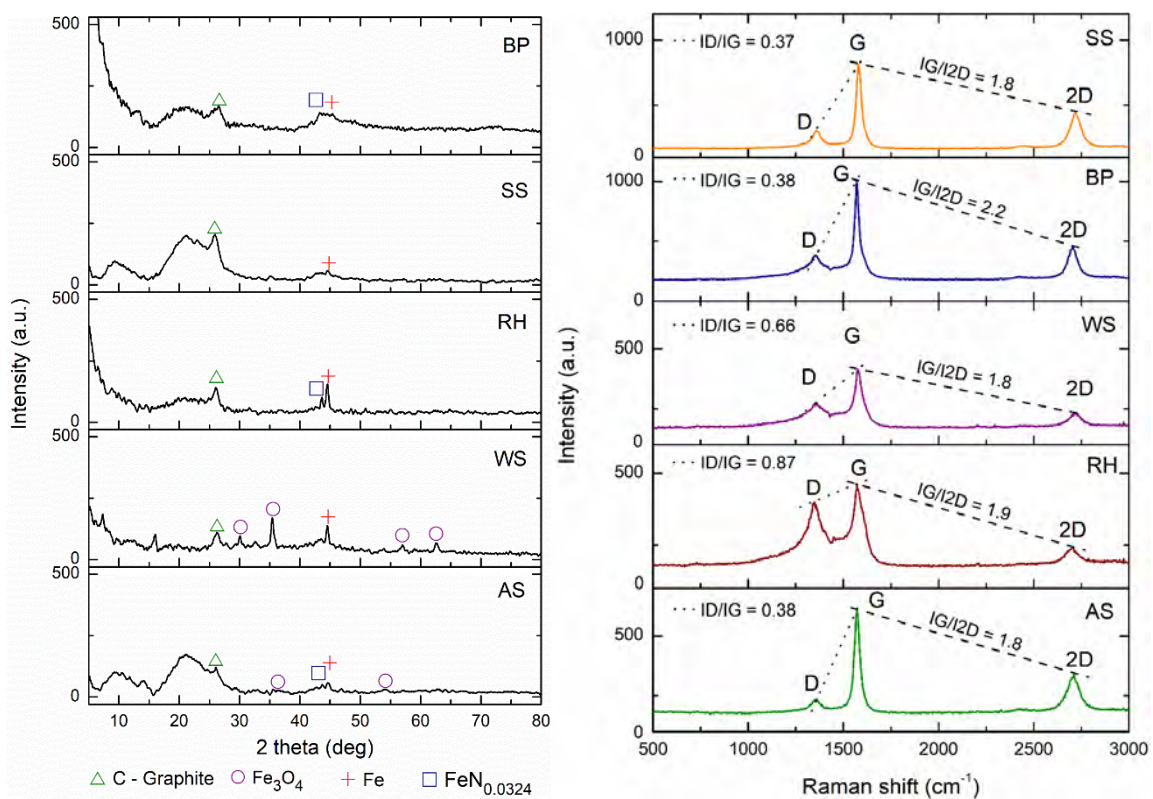 500
BP
0
500
SS
0
500
RH
0
500
WS
0
500
AS
0
10 20 30 40 50 60 70 80
2 theta (deg)
Intensity (a.u.)
C - Graphite Fe3O4 Fe FeN0.0324
1000
ID/IG = 0.37
G
SS
IG/I2D = 1.8
D
2D
0
1000
ID/IG = 0.38
G
BP
IG/I2D = 2.2
D
2D
0
500
ID/IG = 0.66
G
WS
IG/I2D = 1.8
D
2D
0
500
ID/IG = 0.87
G
RH
IG/I2D = 1.9
D
2D
0
500
ID/IG = 0.38
G
AS
IG/I2D = 1.8
D
2D
0
500 1000 1500 2000 2500 3000
Raman shift (cm-1)
Intensity (a.u.)